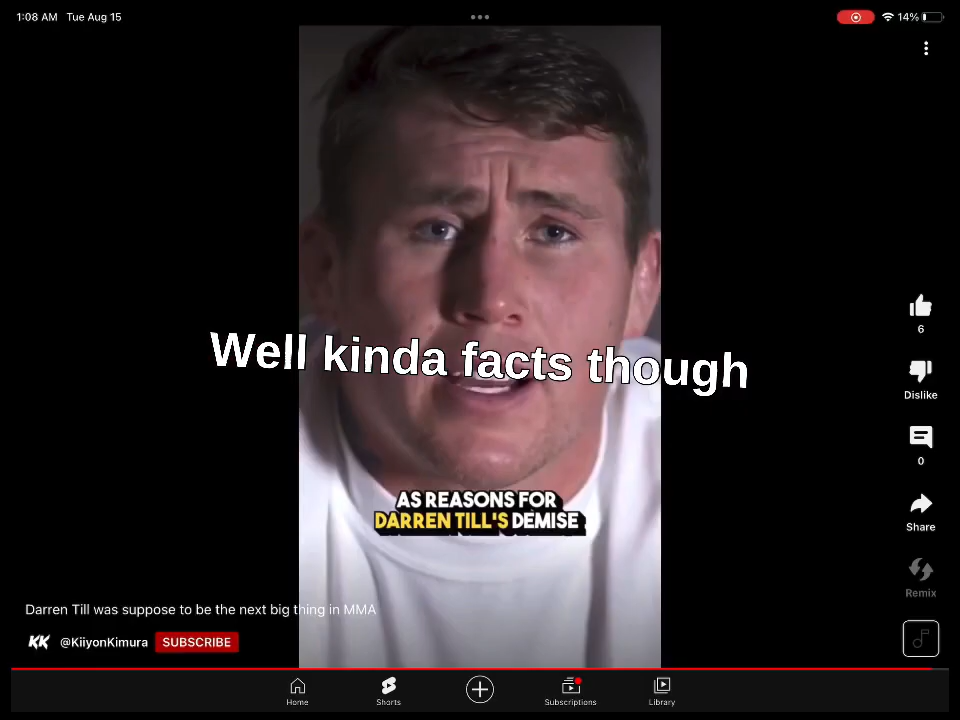 1:08 AM Tue Aug 15
14%
Well kinda facts though
6
Dislike
0
AS REASONS FOR
DARREN TILL'S DEMISE
Share
Remix
Darren Till was suppose to be the next big thing in MMA
KK @KiiyonKimura SUBSCRIBE
Home Shorts Subscriptions Library